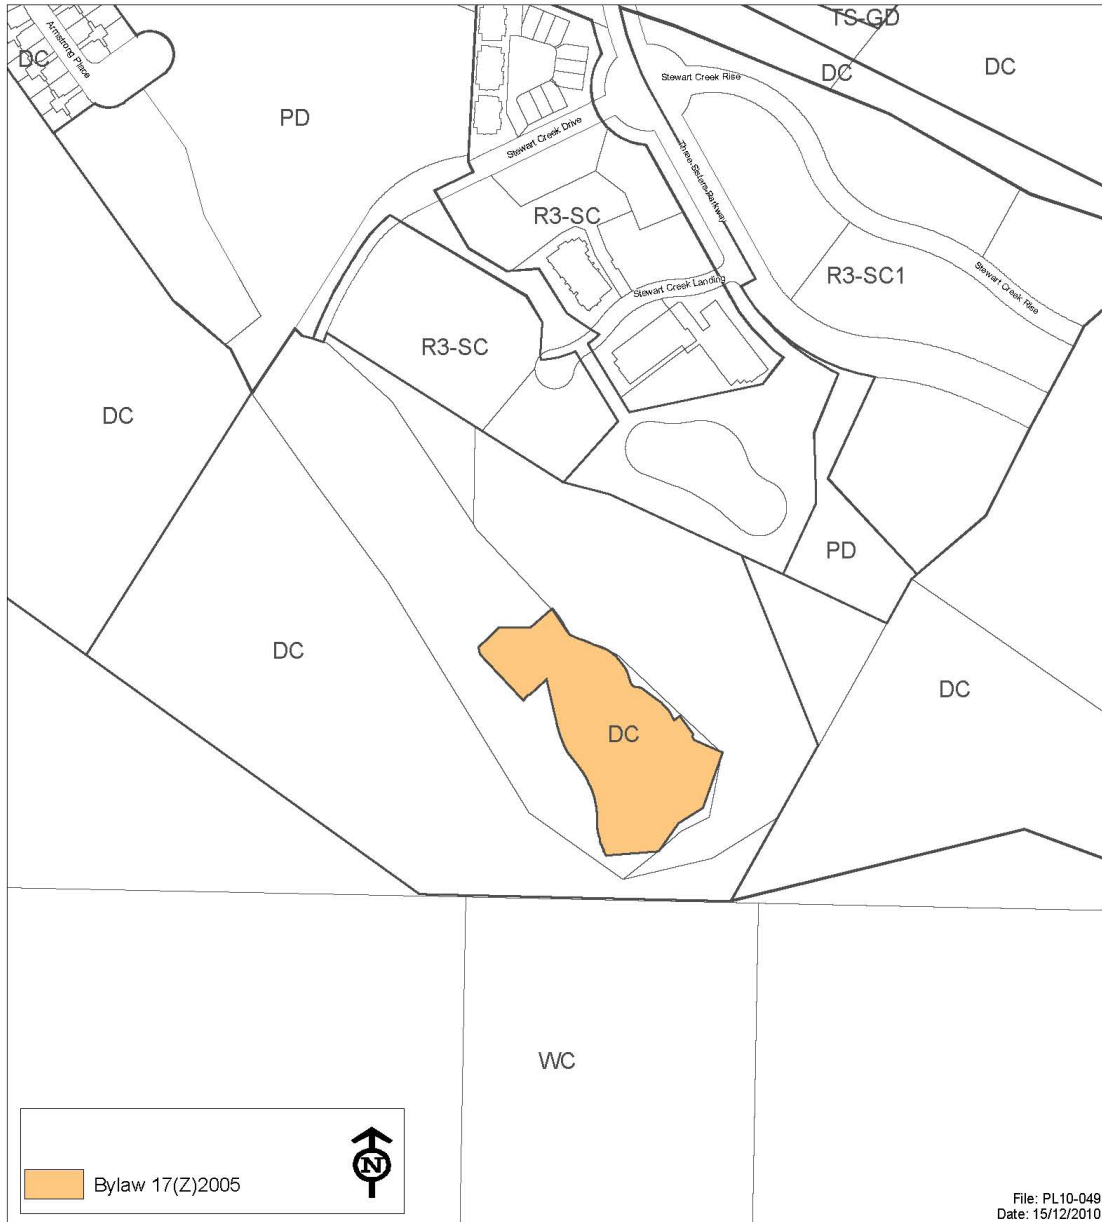 TS-GD
Armstrong Place
DC
DC
DC
Stewart Creek Rise
PD
Stewart Creek Drive
Three Sisters Parkway
R3-SC
Stewart Creek Rise
R3-SC1
Stewart Creek Landing
R3-SC
DC
PD
DC
DC
DC
WC
N
Bylaw 17(Z)2005
File: PL10-049
Date: 15/12/2010